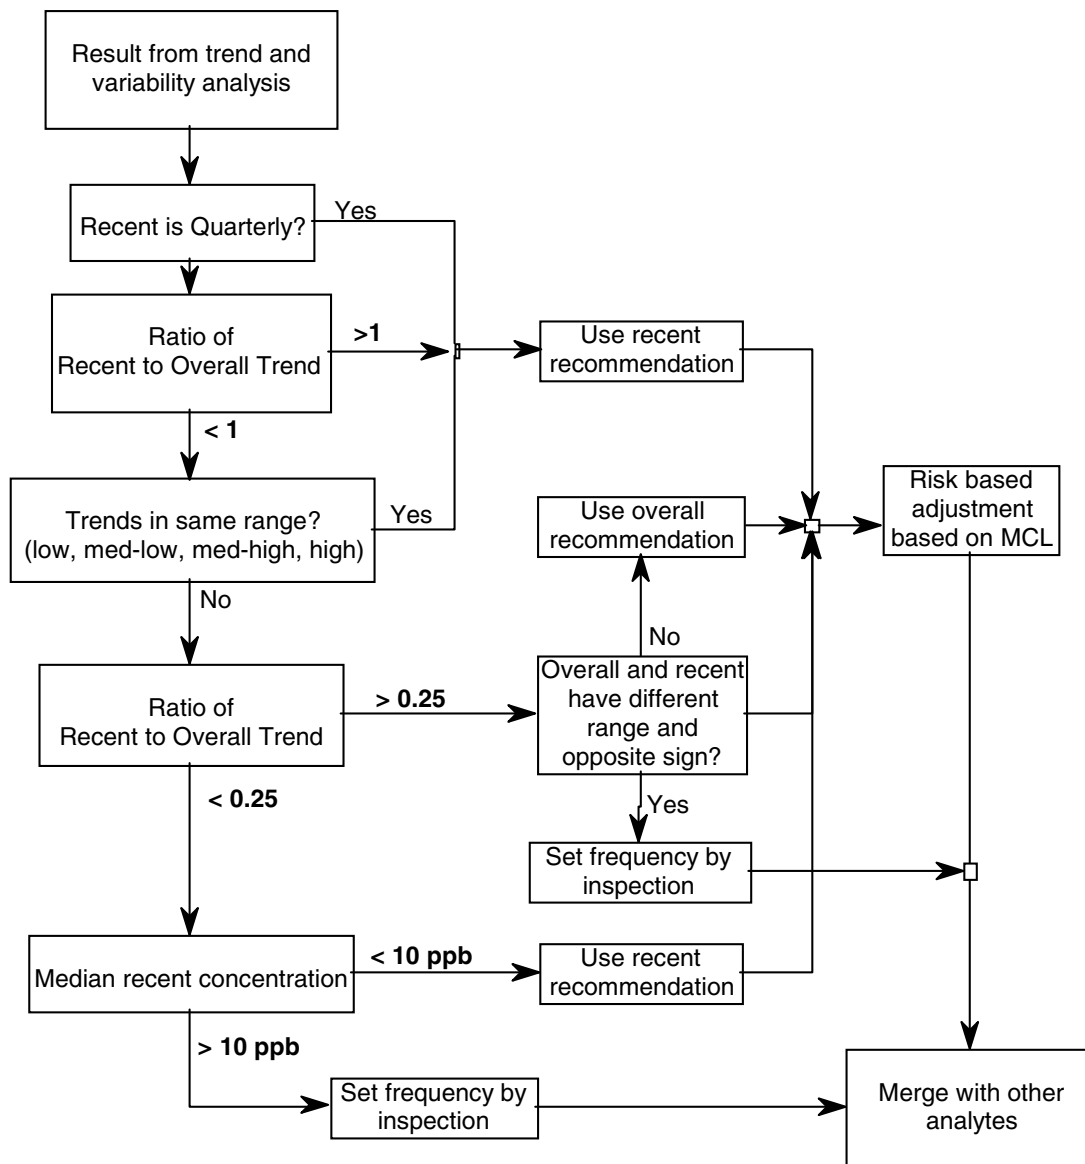 Result from trend and
variability analysis
Recent is Quarterly?
Yes
Ratio of
Recent to Overall Trend
>1
Use recent
recommendation
< 1
Trends in same range?
(low, med-low, med-high, high)
Yes
Use overall
recommendation
Risk based
adjustment
based on MCL
No
No
Ratio of
Recent to Overall Trend
> 0.25
Overall and recent
have different
range and
opposite sign?
< 0.25
Yes
Set frequency by
inspection
Median recent concentration
< 10 ppb
Use recent
recommendation
> 10 ppb
Set frequency by
inspection
Merge with other
analytes